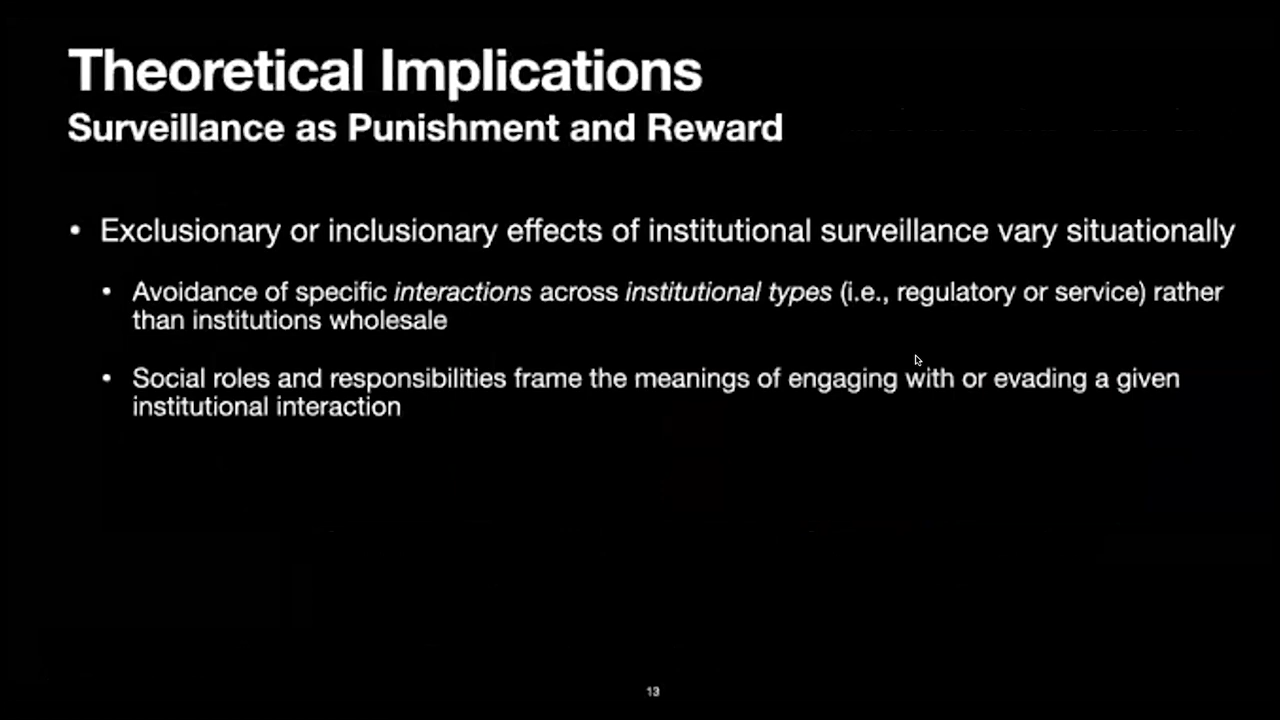 Theoretical Implications
Surveillance as Punishment and Reward
• Exclusionary or inclusionary effects of institutional surveillance vary situationally
• Avoidance of specific interactions across institutional types (i.e., regulatory or service) rather
than institutions wholesale
• Social roles and responsibilities frame the meanings of engaging with or evading a given
institutional interaction
13